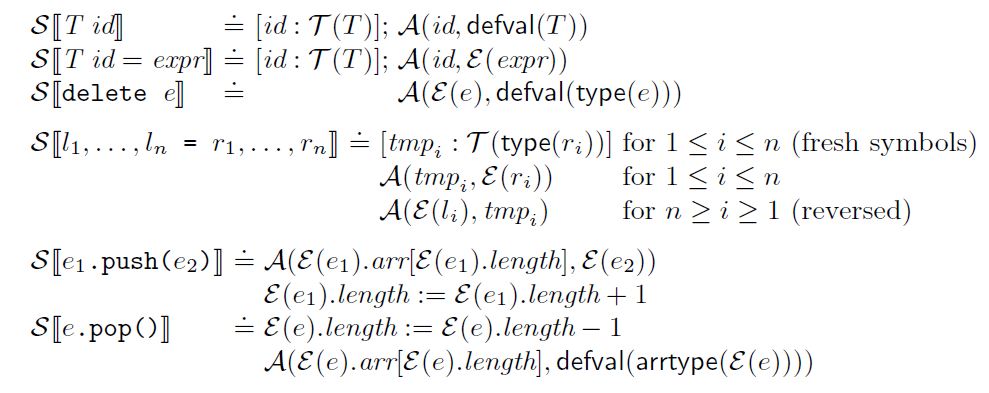 𝒮⟦T id⟧ ≐ [id : 𝒯(T)]; 𝒜(id, defval(T))
𝒮⟦T id = expr⟧ ≐ [id : 𝒯(T)]; 𝒜(id, ℰ(expr))
𝒮⟦delete e⟧ ≐ 𝒜(ℰ(e), defval(type(e)))
𝒮⟦l₁, …, lₙ = r₁, …, rₙ⟧ ≐ [tmpᵢ : 𝒯(type(rᵢ))] for 1 ≤ i ≤ n (fresh symbols)
𝒜(tmpᵢ, ℰ(rᵢ)) for 1 ≤ i ≤ n
𝒜(ℰ(lᵢ), tmpᵢ) for n ≥ i ≥ 1 (reversed)
𝒮⟦e₁.push(e₂)⟧ ≐ 𝒜(ℰ(e₁).arr[ℰ(e₁).length], ℰ(e₂))
ℰ(e₁).length := ℰ(e₁).length + 1
𝒮⟦e.pop()⟧ ≐ ℰ(e).length := ℰ(e).length − 1
𝒜(ℰ(e).arr[ℰ(e).length], defval(arrtype(ℰ(e))))